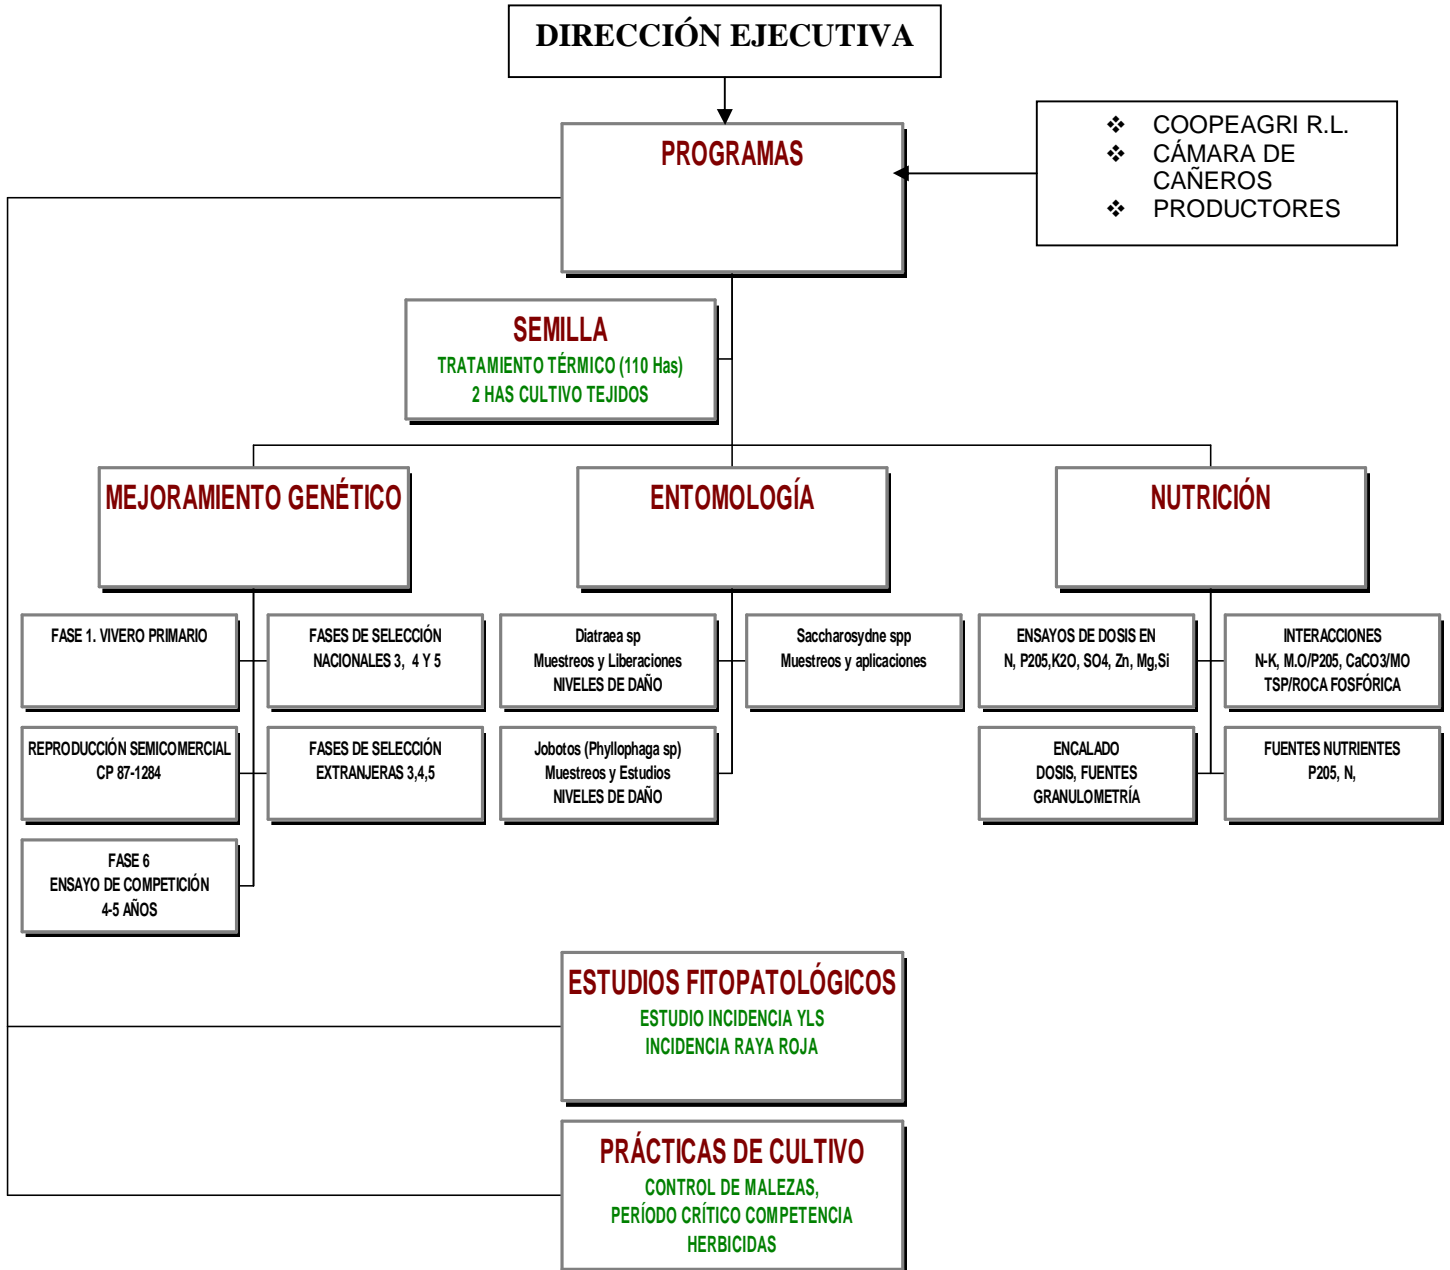 DIRECCIÓN EJECUTIVA
PROGRAMAS
❖ COOPEAGRI R.L.
❖ CÁMARA DE
CAÑEROS
❖ PRODUCTORES
SEMILLA
TRATAMIENTO TÉRMICO (110 Has)
2 HAS CULTIVO TEJIDOS
MEJORAMIENTO GENÉTICO
ENTOMOLOGÍA
NUTRICIÓN
FASE 1. VIVERO PRIMARIO
FASES DE SELECCIÓN
NACIONALES 3, 4 Y 5
REPRODUCCIÓN SEMICOMERCIAL
CP 87-1284
FASES DE SELECCIÓN
EXTRANJERAS 3,4,5
FASE 6
ENSAYO DE COMPETICIÓN
4-5 AÑOS
Diatraea sp
Muestreos y Liberaciones
NIVELES DE DAÑO
Saccharosydne spp
Muestreos y aplicaciones
Jobotos (Phyllophaga sp)
Muestreos y Estudios
NIVELES DE DAÑO
ENSAYOS DE DOSIS EN
N, P205,K2O, SO4, Zn, Mg,Si
INTERACCIONES
N-K, M.O/P205, CaCO3/MO
TSP/ROCA FOSFÓRICA
ENCALADO
DOSIS, FUENTES
GRANULOMETRÍA
FUENTES NUTRIENTES
P205, N,
ESTUDIOS FITOPATOLÓGICOS
ESTUDIO INCIDENCIA YLS
INCIDENCIA RAYA ROJA
PRÁCTICAS DE CULTIVO
CONTROL DE MALEZAS,
PERÍODO CRÍTICO COMPETENCIA
HERBICIDAS